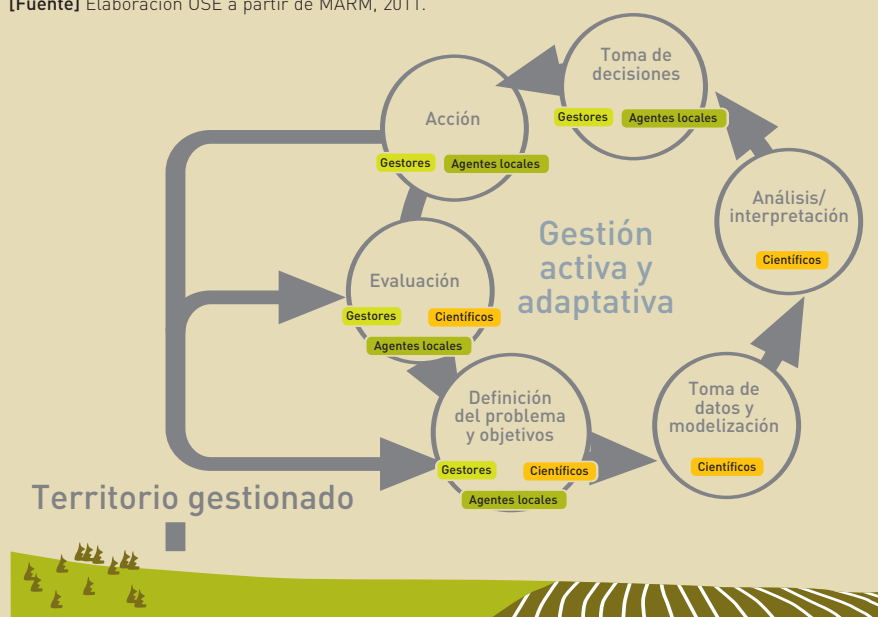 [Fuente] Elaboración OSE a partir de MARM, 2011.
Toma de
decisiones
Gestores
Agentes locales
Acción
Gestores
Agentes locales
Análisis/
interpretación
Científicos
Gestión
activa y
adaptativa
Evaluación
Gestores
Científicos
Agentes locales
Definición
del problema
y objetivos
Gestores
Científicos
Agentes locales
Toma de
datos y
modelización
Científicos
Territorio gestionado